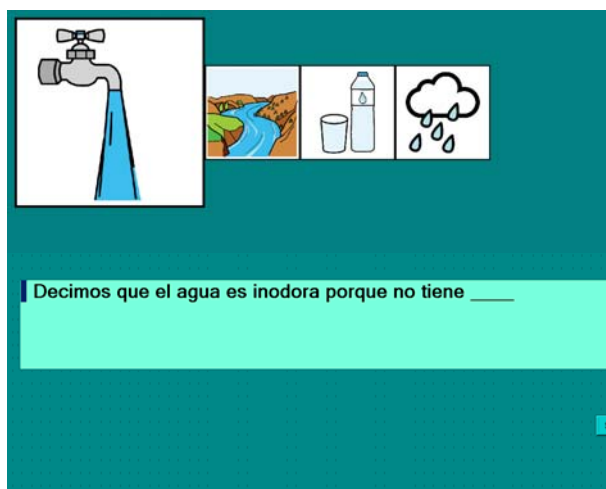 Decimos que el agua es inodora porque no tiene ____